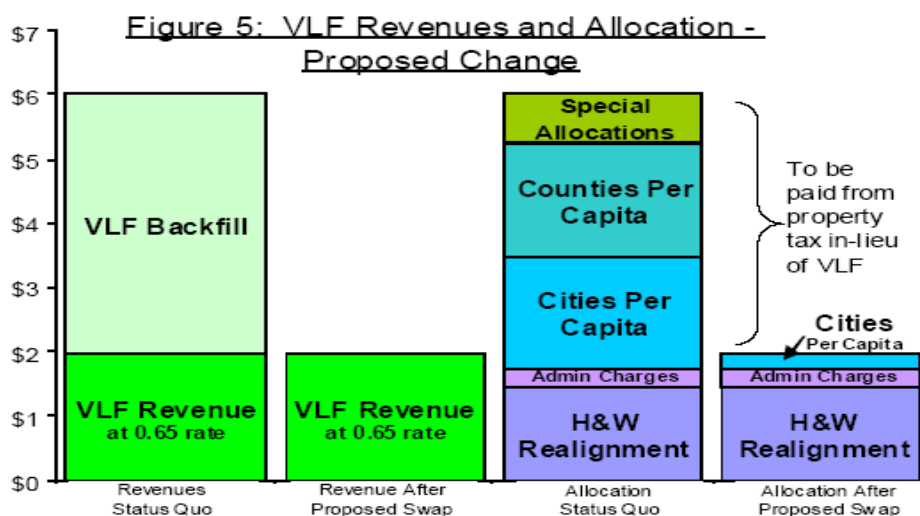 Figure 5: VLF Revenues and Allocation -
Proposed Change
$7
$6
$5
$4
$3
$2
$1
$0
VLF Backfill
VLF Revenue
at 0.65 rate
VLF Revenue
at 0.65 rate
Special
Allocations
Counties Per
Capita
Cities Per
Capita
Admin Charges
H&W
Realignment
To be
paid from
property
tax in-lieu
of VLF
Cities
Per Capita
Admin Charges
H&W
Realignment
Revenues
Status Quo
Revenue After
Proposed Swap
Allocation
Status Quo
Allocation After
Proposed Swap